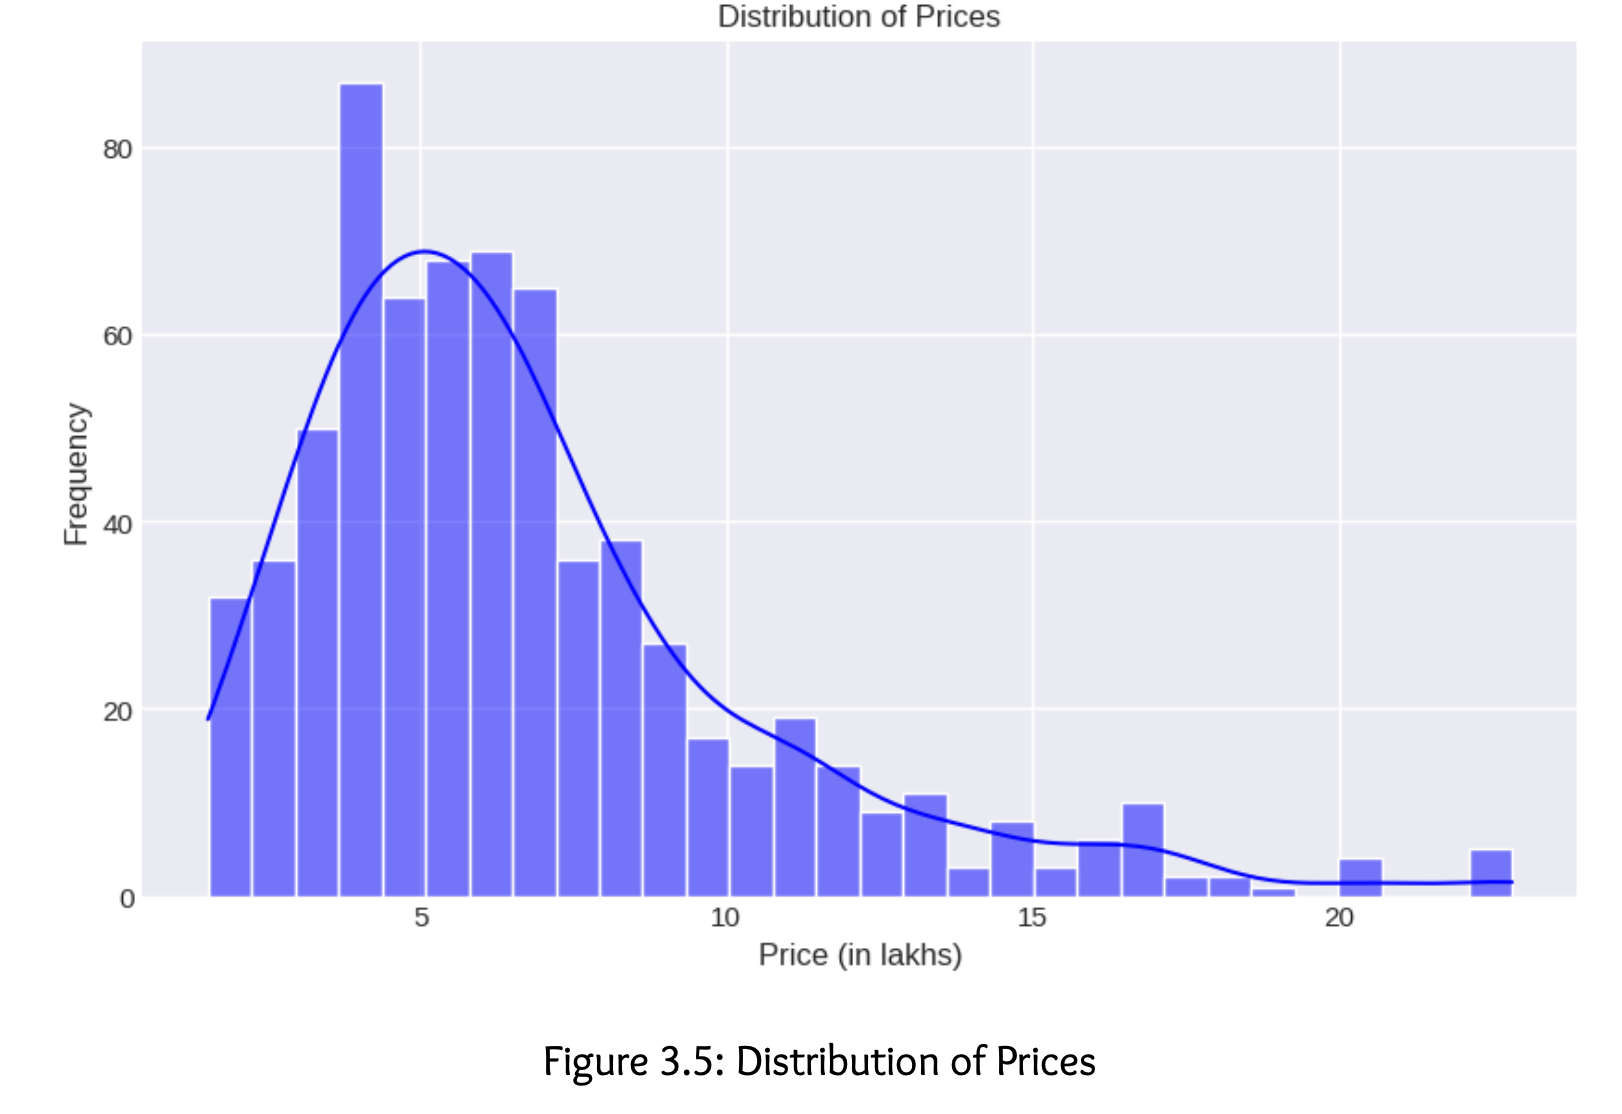 Distribution of Prices
80
60
40
20
0
Frequency
5 10 15 20
Price (in lakhs)
Figure 3.5: Distribution of Prices